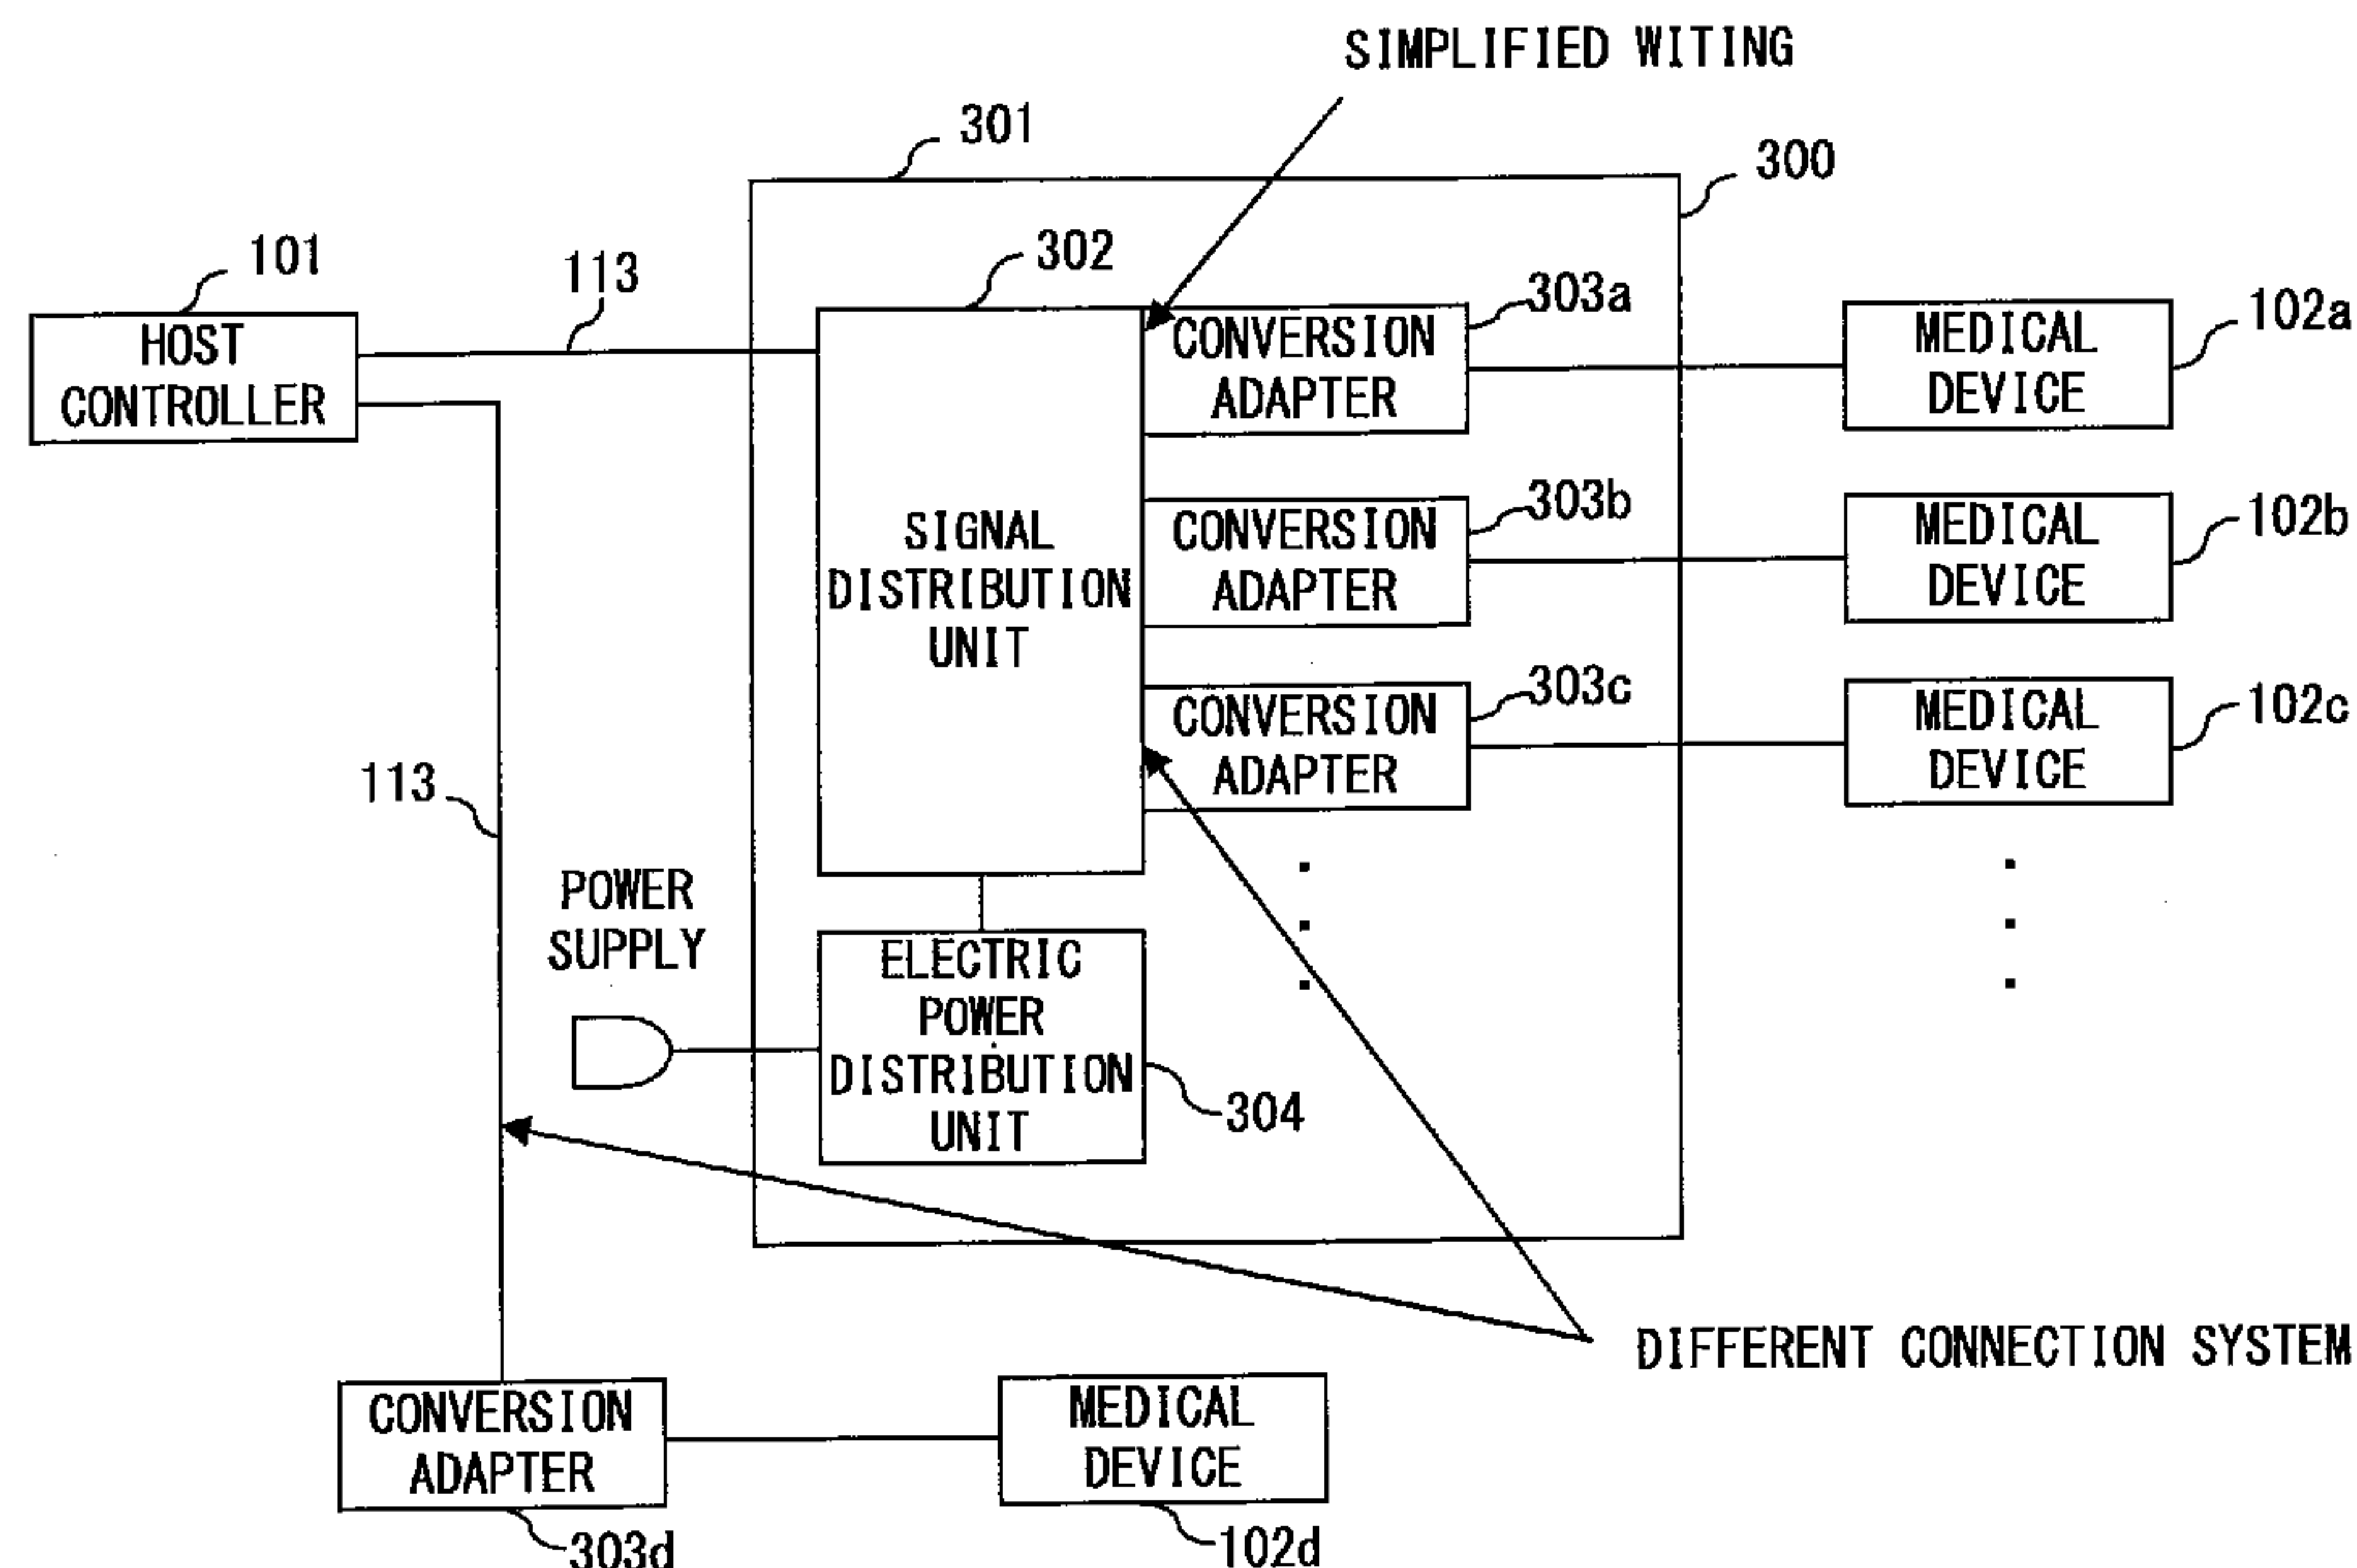 SIMPLIFIED WITING
301
300
101
113
302
HOST
CONTROLLER
303a
CONVERSION
ADAPTER
MEDICAL
DEVICE
102a
SIGNAL
DISTRIBUTION
UNIT
303b
CONVERSION
ADAPTER
MEDICAL
DEVICE
102b
303c
CONVERSION
ADAPTER
MEDICAL
DEVICE
102c
113
POWER
SUPPLY
ELECTRIC
POWER
DISTRIBUTION
UNIT
304
DIFFERENT CONNECTION SYSTEM
CONVERSION
ADAPTER
303d
MEDICAL
DEVICE
102d